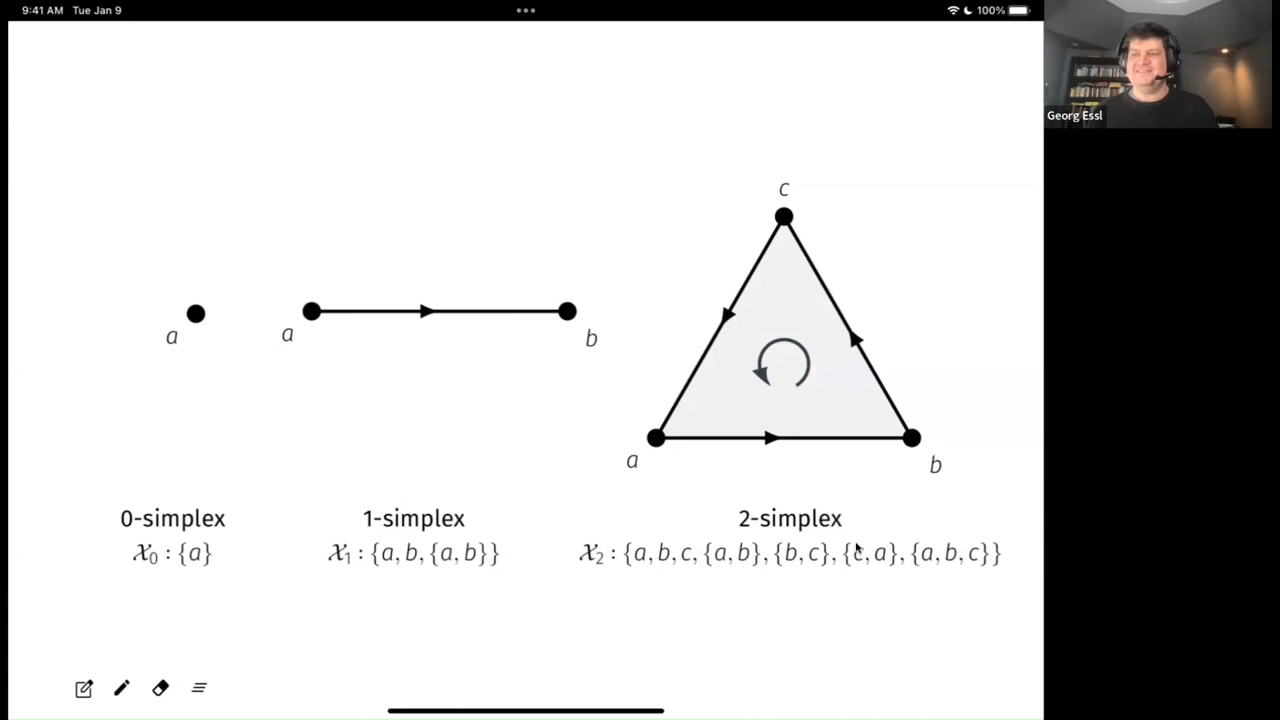 9:41 AM Tue Jan 9
100%
Georg Essl
c
a
a
b
a
b
0-simplex
1-simplex
2-simplex
𝒳₀ : {a}
𝒳₁ : {a, b, {a, b}}
𝒳₂ : {a, b, c, {a, b}, {b, c}, {c, a}, {a, b, c}}